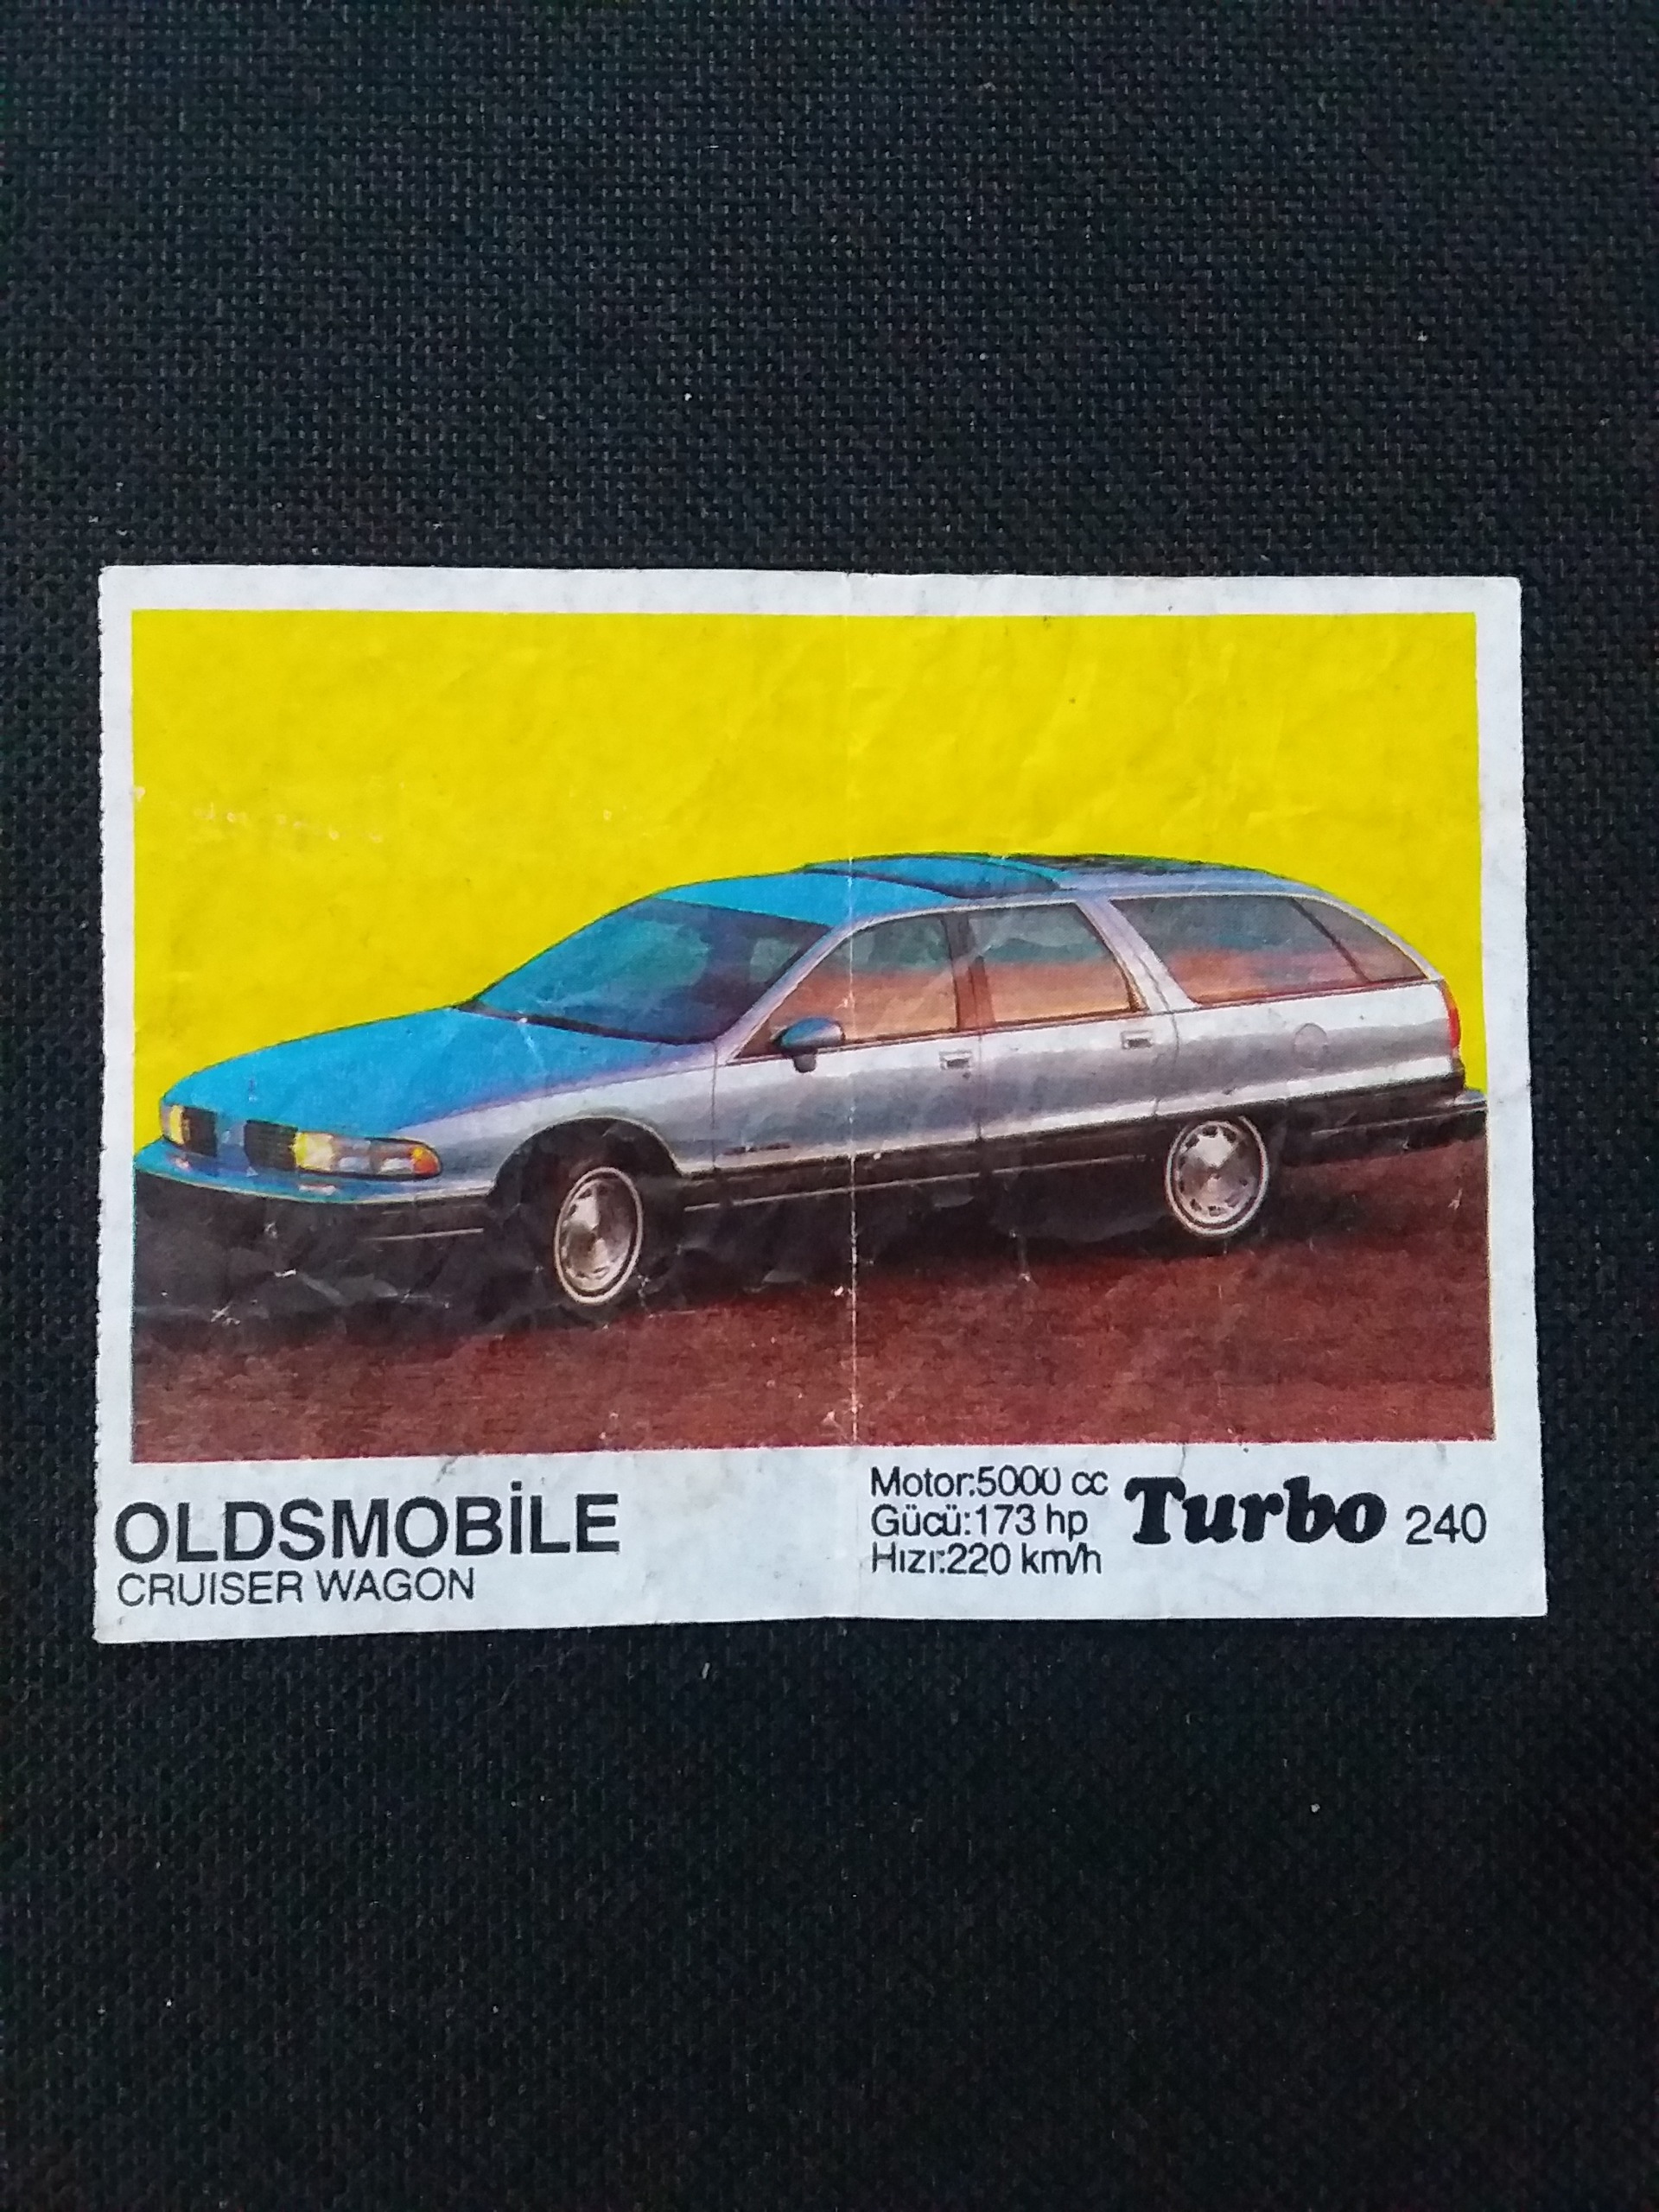 OLDSMOBİLE
CRUISER WAGON
Motor:5000 cc
Gücü:173 hp
Hızı:220 km/h
Turbo 240